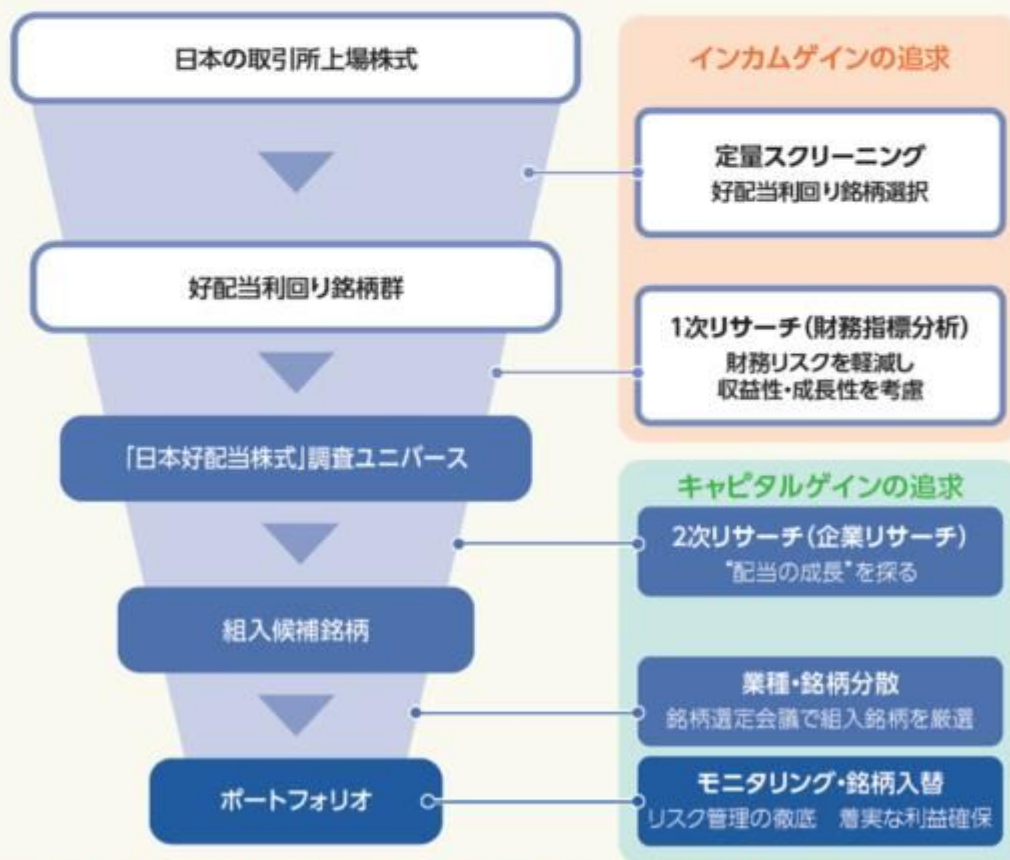 日本の取引所上場株式
インカムゲインの追求
定量スクリーニング
好配当利回り銘柄選択
好配当利回り銘柄群
1次リサーチ(財務指標分析)
財務リスクを軽減し
収益性・成長性を考慮
「日本好配当株式」調査ユニバース
キャピタルゲインの追求
2次リサーチ(企業リサーチ)
"配当の成長"を探る
組入候補銘柄
業種・銘柄分散
銘柄選定会議で組入銘柄を厳選
ポートフォリオ
モニタリング・銘柄入替
リスク管理の徹底 着実な利益確保